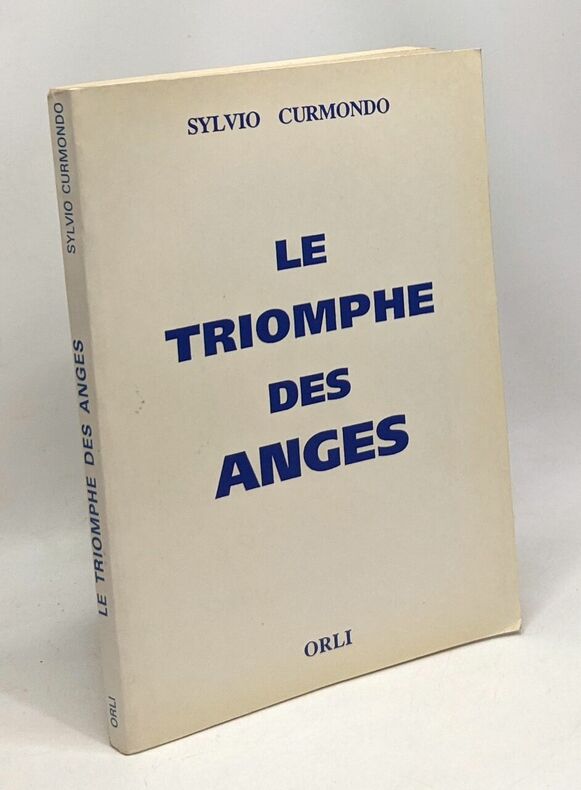 SYLVIO CURMONDO
LE
TRIOMPHE
DES
ANGES
ORLI
SYLVIO CURMONDO
LE TRIOMPHE DES ANGES
ORLI